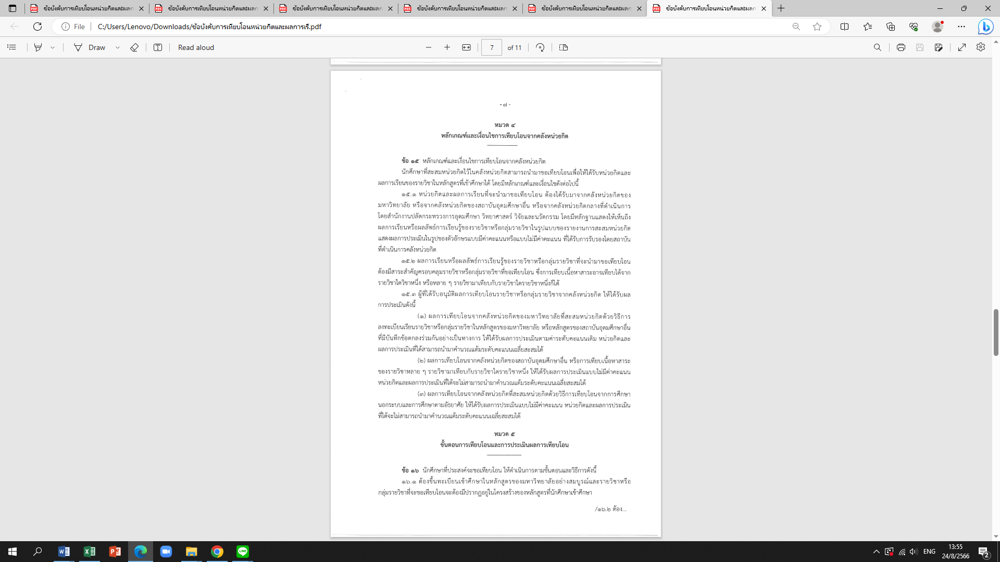 ข้อบังคับการเทียบโอนหน่วยกิตและผลก
ข้อบังคับการเทียบโอนหน่วยกิตและผลก
ข้อบังคับการเทียบโอนหน่วยกิตและผลก
ข้อบังคับการเทียบโอนหน่วยกิตและผลก
ข้อบังคับการเทียบโอนหน่วยกิตและผลก
ข้อบังคับการเทียบโอนหน่วยกิตและผลก
File C:/Users/Lenovo/Downloads/ข้อบังคับการเทียบโอนหน่วยกิตและผลการเรี.pdf
Draw Read aloud 7 of 11
- ๗ -
หมวด ๔
หลักเกณฑ์และเงื่อนไขการเทียบโอนจากคลังหน่วยกิต
ข้อ ๑๕ หลักเกณฑ์และเงื่อนไขการเทียบโอนจากคลังหน่วยกิต
นักศึกษาที่สะสมหน่วยกิตไว้ในคลังหน่วยกิตสามารถนำมาขอเทียบโอนเพื่อให้ได้รับหน่วยกิตและ
ผลการเรียนของรายวิชาในหลักสูตรที่เข้าศึกษาได้ โดยมีหลักเกณฑ์และเงื่อนไขดังต่อไปนี้
๑๕.๑ หน่วยกิตและผลการเรียนที่จะนำมาขอเทียบโอน ต้องได้รับมาจากคลังหน่วยกิตของ
มหาวิทยาลัย หรือจากคลังหน่วยกิตของสถาบันอุดมศึกษาอื่น หรือจากคลังหน่วยกิตกลางที่ดำเนินการ
โดยสำนักงานปลัดกระทรวงการอุดมศึกษา วิทยาศาสตร์ วิจัยและนวัตกรรม โดยมีหลักฐานแสดงให้เห็นถึง
ผลการเรียนหรือผลลัพธ์การเรียนรู้ของรายวิชาหรือกลุ่มรายวิชาในรูปแบบของรายงานการสะสมหน่วยกิต
แสดงผลการประเมินในรูปของตัวอักษรแบบมีค่าคะแนนหรือแบบไม่มีค่าคะแนน ที่ได้รับการรับรองโดยสถาบัน
ที่ดำเนินการคลังหน่วยกิต
๑๕.๒ ผลการเรียนหรือผลลัพธ์การเรียนรู้ของรายวิชาหรือกลุ่มรายวิชาที่จะนำมาขอเทียบโอน
ต้องมีสาระสำคัญครอบคลุมรายวิชาหรือกลุ่มรายวิชาที่ขอเทียบโอน ซึ่งการเทียบเนื้อหาสาระอาจเทียบได้จาก
รายวิชาใดวิชาหนึ่ง หรือหลาย ๆ รายวิชามาเทียบกับรายวิชาใดรายวิชาหนึ่งก็ได้
๑๕.๓ ผู้ที่ได้รับอนุมัติผลการเทียบโอนรายวิชาหรือกลุ่มรายวิชาจากคลังหน่วยกิต ให้ได้รับผล
การประเมินดังนี้
(๑) ผลการเทียบโอนจากคลังหน่วยกิตของมหาวิทยาลัยที่สะสมหน่วยกิตด้วยวิธีการ
ลงทะเบียนเรียนรายวิชาหรือกลุ่มรายวิชาในหลักสูตรของมหาวิทยาลัย หรือหลักสูตรของสถาบันอุดมศึกษาอื่น
ที่มีบันทึกข้อตกลงร่วมกันอย่างเป็นทางการ ให้ได้รับผลการประเมินตามค่าระดับคะแนนเดิม หน่วยกิตและ
ผลการประเมินที่ได้สามารถนำมาคำนวณแต้มระดับคะแนนเฉลี่ยสะสมได้
(๒) ผลการเทียบโอนจากคลังหน่วยกิตของสถาบันอุดมศึกษาอื่น หรือการเทียบเนื้อหาสาระ
ของรายวิชาหลาย ๆ รายวิชามาเทียบกับรายวิชาใดรายวิชาหนึ่ง ให้ได้รับผลการประเมินแบบไม่มีค่าคะแนน
หน่วยกิตและผลการประเมินที่ได้จะไม่สามารถนำมาคำนวณแต้มระดับคะแนนเฉลี่ยสะสมได้
(๓) ผลการเทียบโอนจากคลังหน่วยกิตที่สะสมหน่วยกิตด้วยวิธีการเทียบโอนจากการศึกษา
นอกระบบและการศึกษาตามอัธยาศัย ให้ได้รับผลการประเมินแบบไม่มีค่าคะแนน หน่วยกิตและผลการประเมิน
ที่ได้จะไม่สามารถนำมาคำนวณแต้มระดับคะแนนเฉลี่ยสะสมได้
หมวด ๕
ขั้นตอนการเทียบโอนและการประเมินผลการเทียบโอน
ข้อ ๑๖ นักศึกษาที่ประสงค์จะขอเทียบโอน ให้ดำเนินการตามขั้นตอนและวิธีการดังนี้
๑๖.๑ ต้องขึ้นทะเบียนเข้าศึกษาในหลักสูตรของมหาวิทยาลัยอย่างสมบูรณ์และรายวิชาหรือ
กลุ่มรายวิชาที่จะขอเทียบโอนจะต้องมีปรากฏอยู่ในโครงสร้างของหลักสูตรที่นักศึกษาเข้าศึกษา
/๑๖.๒ ต้อง...
ENG
13:55
24/8/2566
2